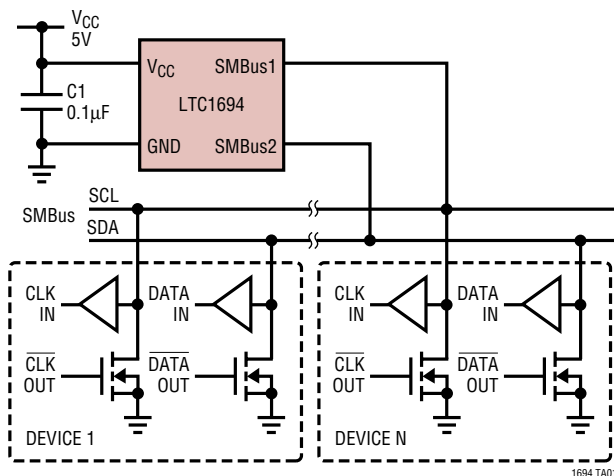 VCC
5V
C1
0.1µF
VCC
SMBus1
LTC1694
GND
SMBus2
SMBus
SCL
SDA
CLK
IN
DATA
IN
CLK
OUT
DATA
OUT
DEVICE 1
CLK
IN
DATA
IN
CLK
OUT
DATA
OUT
DEVICE N